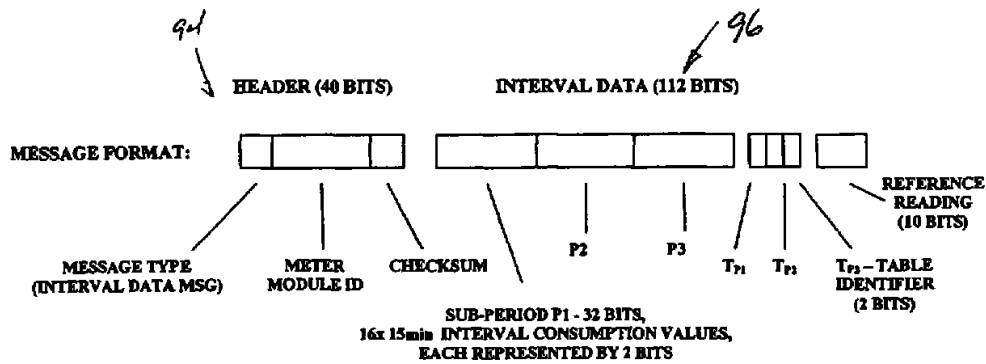 94
96
HEADER (40 BITS)
INTERVAL DATA (112 BITS)
MESSAGE FORMAT:
REFERENCE
READING
(10 BITS)
MESSAGE TYPE
(INTERVAL DATA MSG)
METER
MODULE ID
CHECKSUM
P2
P3
TP1
TP2
TP3 – TABLE
IDENTIFIER
(2 BITS)
SUB-PERIOD P1 - 32 BITS,
16x 15min INTERVAL CONSUMPTION VALUES,
EACH REPRESENTED BY 2 BITS